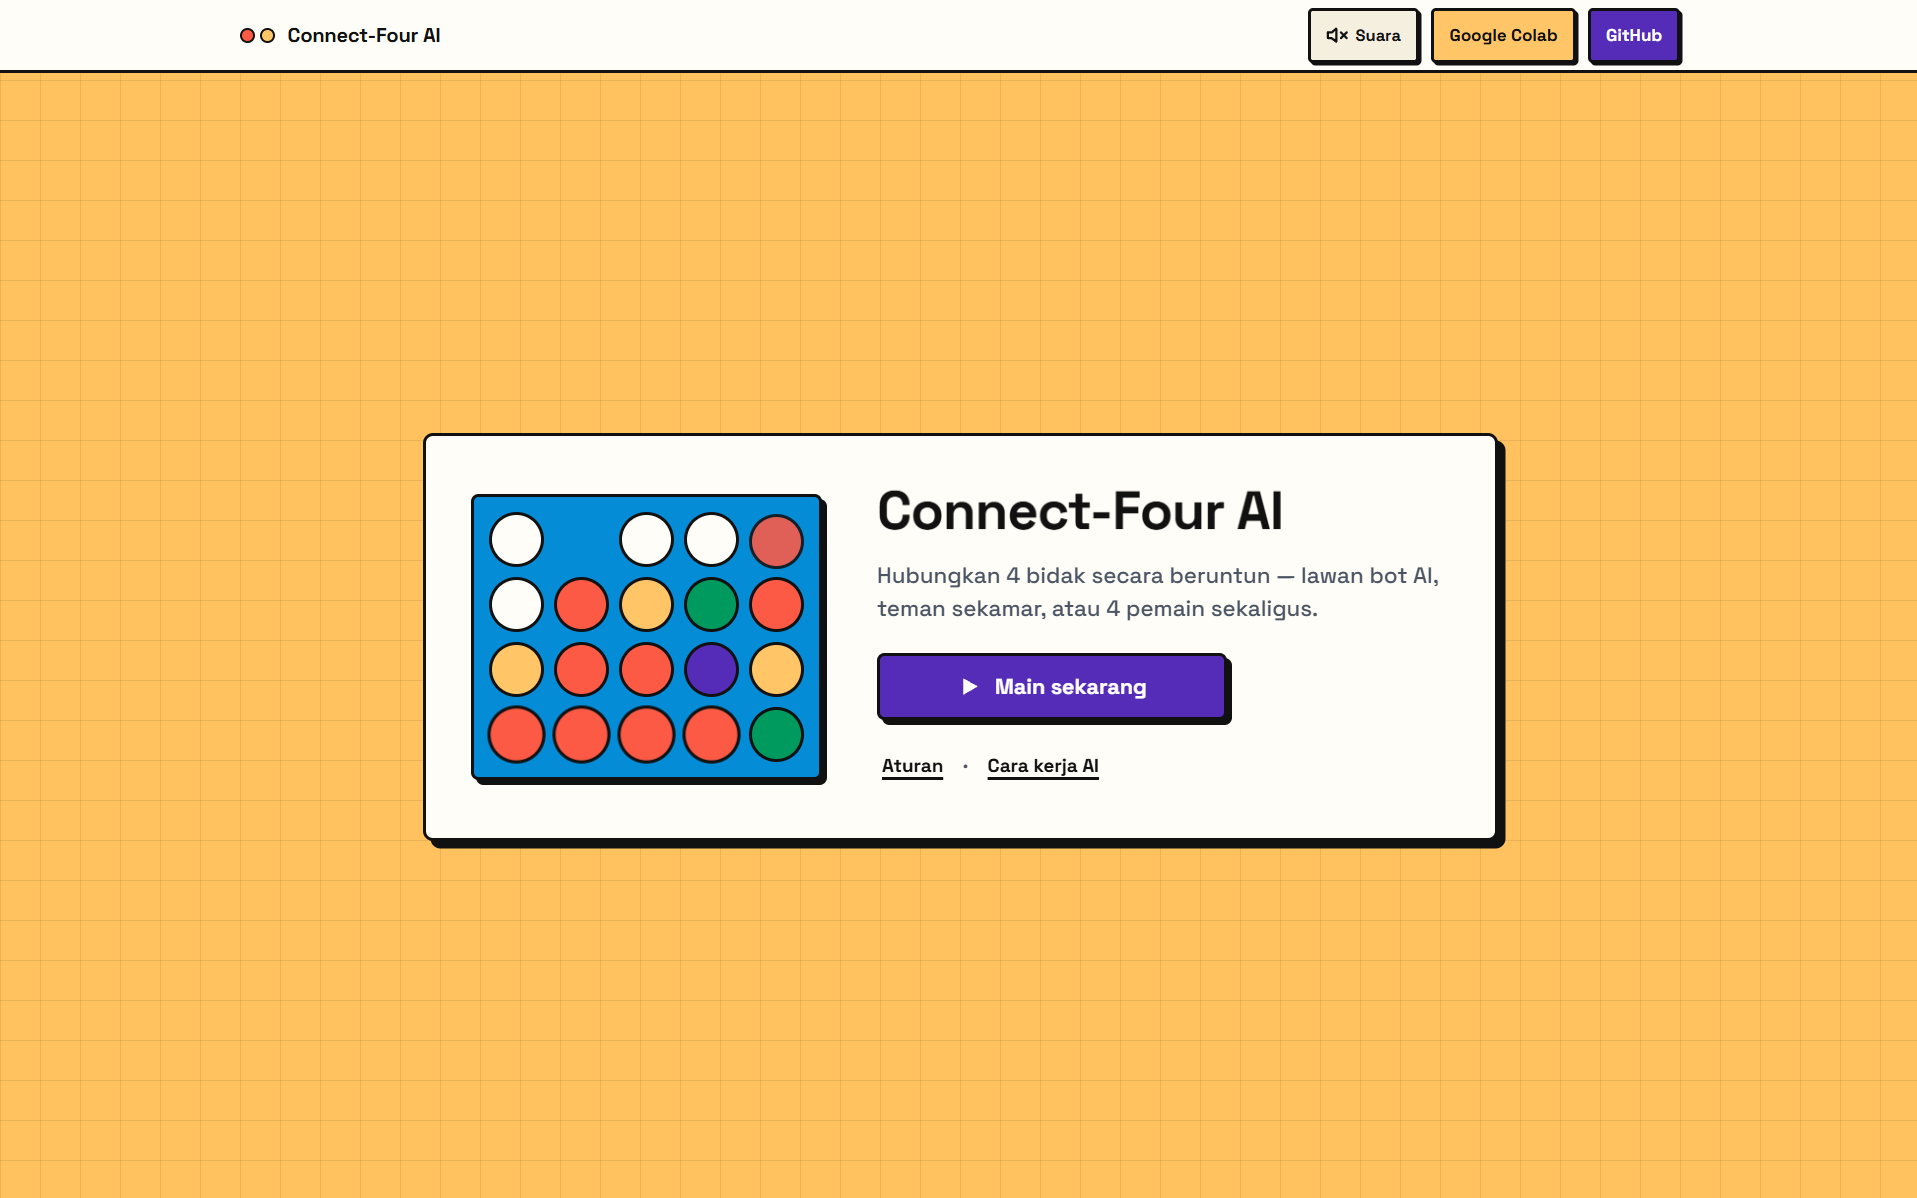 Connect-Four AI
Suara
Google Colab
GitHub
Connect-Four AI
Hubungkan 4 bidak secara beruntun — lawan bot AI,
teman sekamar, atau 4 pemain sekaligus.
Main sekarang
Aturan · Cara kerja AI